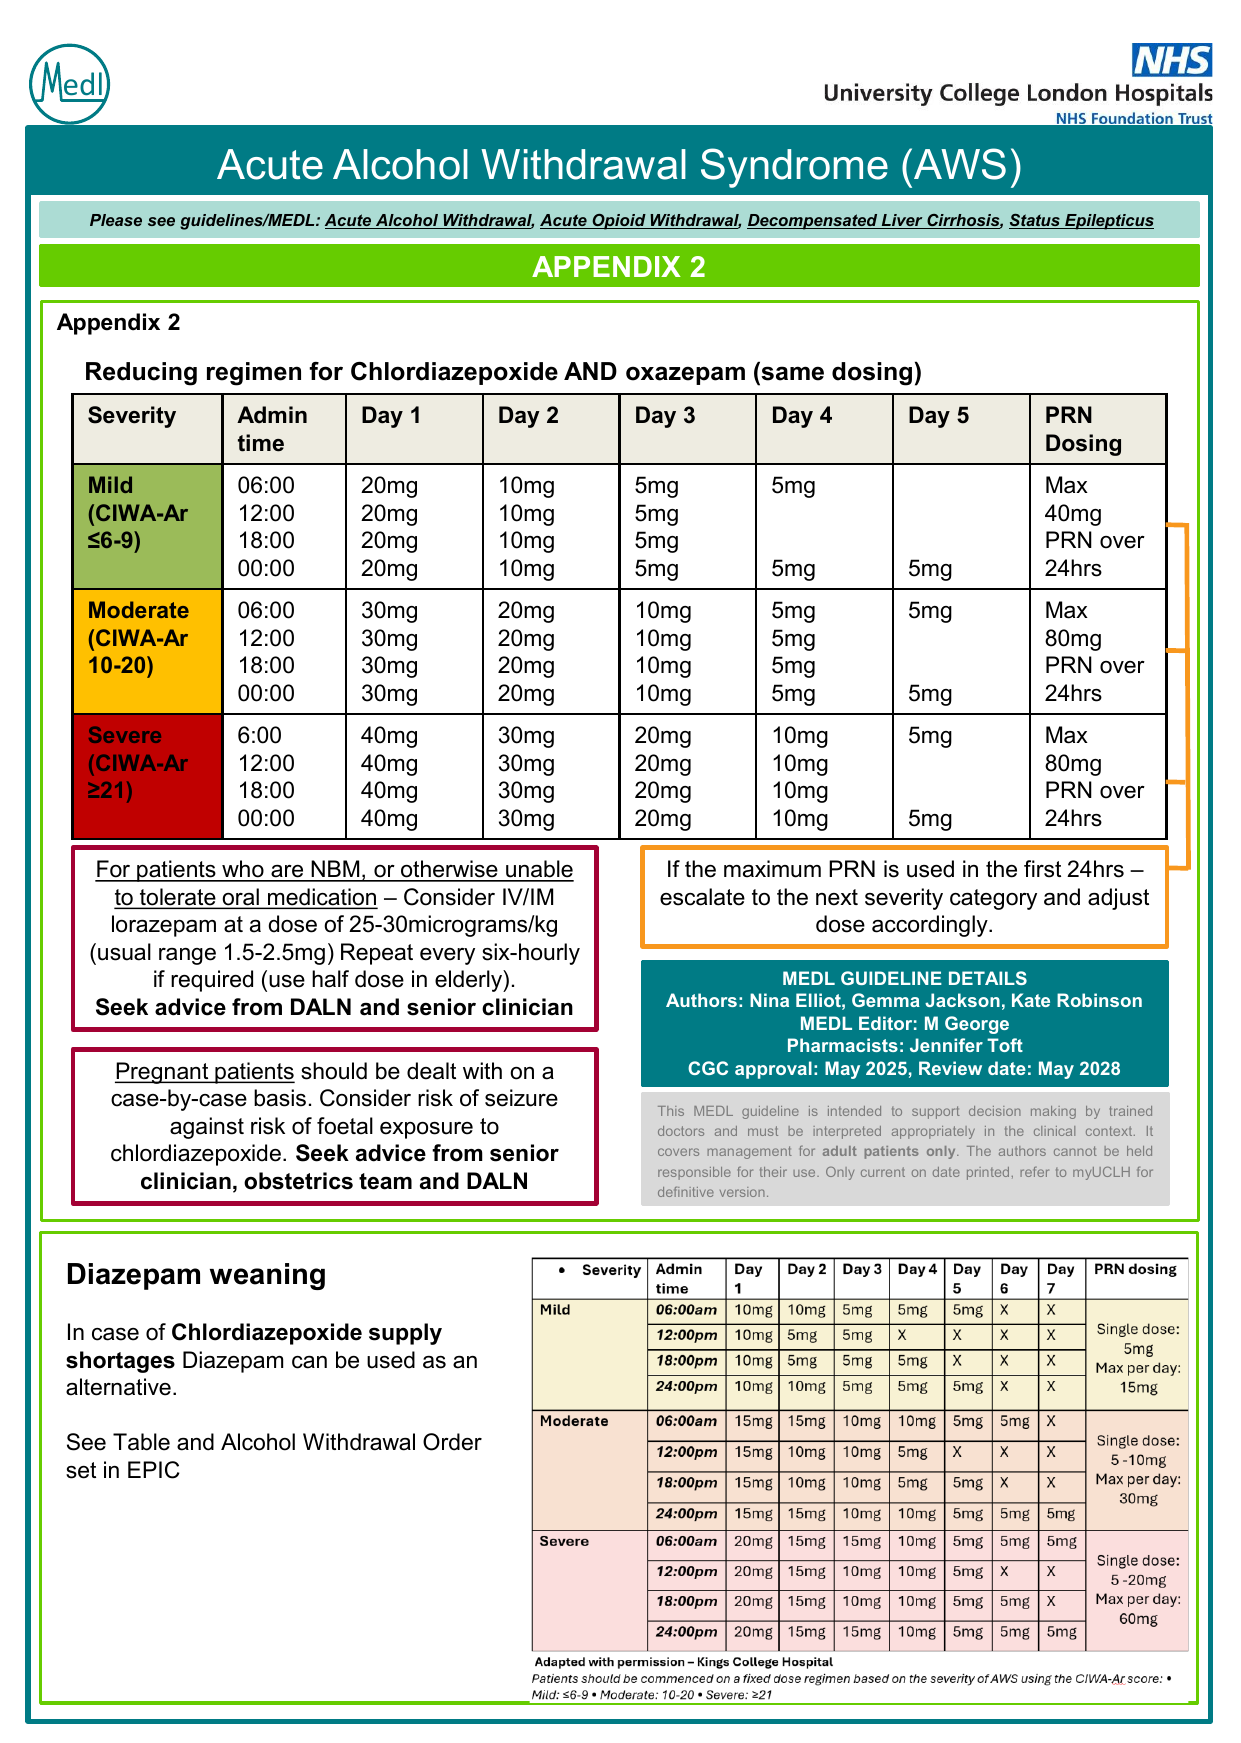 Medl
NHS
University College London Hospitals
NHS Foundation Trust
Acute Alcohol Withdrawal Syndrome (AWS)
Please see guidelines/MEDL: Acute Alcohol Withdrawal, Acute Opioid Withdrawal, Decompensated Liver Cirrhosis, Status Epilepticus
APPENDIX 2
Appendix 2
Reducing regimen for Chlordiazepoxide AND oxazepam (same dosing)
Severity Admin time Day 1 Day 2 Day 3 Day 4 Day 5 PRN Dosing
Mild 06:00 20mg 10mg 5mg 5mg Max
(CIWA-Ar 12:00 20mg 10mg 5mg 40mg
≤6-9) 18:00 20mg 10mg 5mg PRN over
00:00 20mg 10mg 5mg 5mg 5mg 24hrs
Moderate 06:00 30mg 20mg 10mg 5mg 5mg Max
(CIWA-Ar 12:00 30mg 20mg 10mg 5mg 80mg
10-20) 18:00 30mg 20mg 10mg 5mg PRN over
00:00 30mg 20mg 10mg 5mg 5mg 24hrs
Severe 6:00 40mg 30mg 20mg 10mg 5mg Max
(CIWA-Ar 12:00 40mg 30mg 20mg 10mg 80mg
≥21) 18:00 40mg 30mg 20mg 10mg PRN over
00:00 40mg 30mg 20mg 10mg 5mg 24hrs
For patients who are NBM, or otherwise unable
to tolerate oral medication – Consider IV/IM
lorazepam at a dose of 25-30micrograms/kg
(usual range 1.5-2.5mg) Repeat every six-hourly
if required (use half dose in elderly).
Seek advice from DALN and senior clinician
Pregnant patients should be dealt with on a
case-by-case basis. Consider risk of seizure
against risk of foetal exposure to
chlordiazepoxide. Seek advice from senior
clinician, obstetrics team and DALN
If the maximum PRN is used in the first 24hrs –
escalate to the next severity category and adjust
dose accordingly.
MEDL GUIDELINE DETAILS
Authors: Nina Elliot, Gemma Jackson, Kate Robinson
MEDL Editor: M George
Pharmacists: Jennifer Toft
CGC approval: May 2025, Review date: May 2028
This MEDL guideline is intended to support decision making by trained
doctors and must be interpreted appropriately in the clinical context. It
covers management for adult patients only. The authors cannot be held
responsible for their use. Only current on date printed, refer to myUCLH for
definitive version.
Diazepam weaning
In case of Chlordiazepoxide supply
shortages Diazepam can be used as an
alternative.
See Table and Alcohol Withdrawal Order
set in EPIC
• Severity Admin time Day 1 Day 2 Day 3 Day 4 Day 5 Day 6 Day 7 PRN dosing
Mild 06:00am 10mg 10mg 5mg 5mg 5mg X X
12:00pm 10mg 5mg 5mg X X X X
18:00pm 10mg 5mg 5mg 5mg X X X
24:00pm 10mg 10mg 5mg 5mg 5mg X X
Single dose:
5mg
Max per day:
15mg
Moderate 06:00am 15mg 15mg 10mg 10mg 5mg 5mg X
12:00pm 15mg 10mg 10mg 5mg X X X
18:00pm 15mg 10mg 10mg 5mg 5mg X X
24:00pm 15mg 15mg 10mg 10mg 5mg 5mg 5mg
Single dose:
5 -10mg
Max per day:
30mg
Severe 06:00am 20mg 15mg 15mg 10mg 5mg 5mg 5mg
12:00pm 20mg 15mg 10mg 10mg 5mg X X
18:00pm 20mg 15mg 10mg 10mg 5mg 5mg X
24:00pm 20mg 15mg 15mg 10mg 5mg 5mg 5mg
Single dose:
5 -20mg
Max per day:
60mg
Adapted with permission – Kings College Hospital
Patients should be commenced on a fixed dose regimen based on the severity of AWS using the CIWA-Ar score: •
Mild: ≤6-9 • Moderate: 10-20 • Severe: ≥21